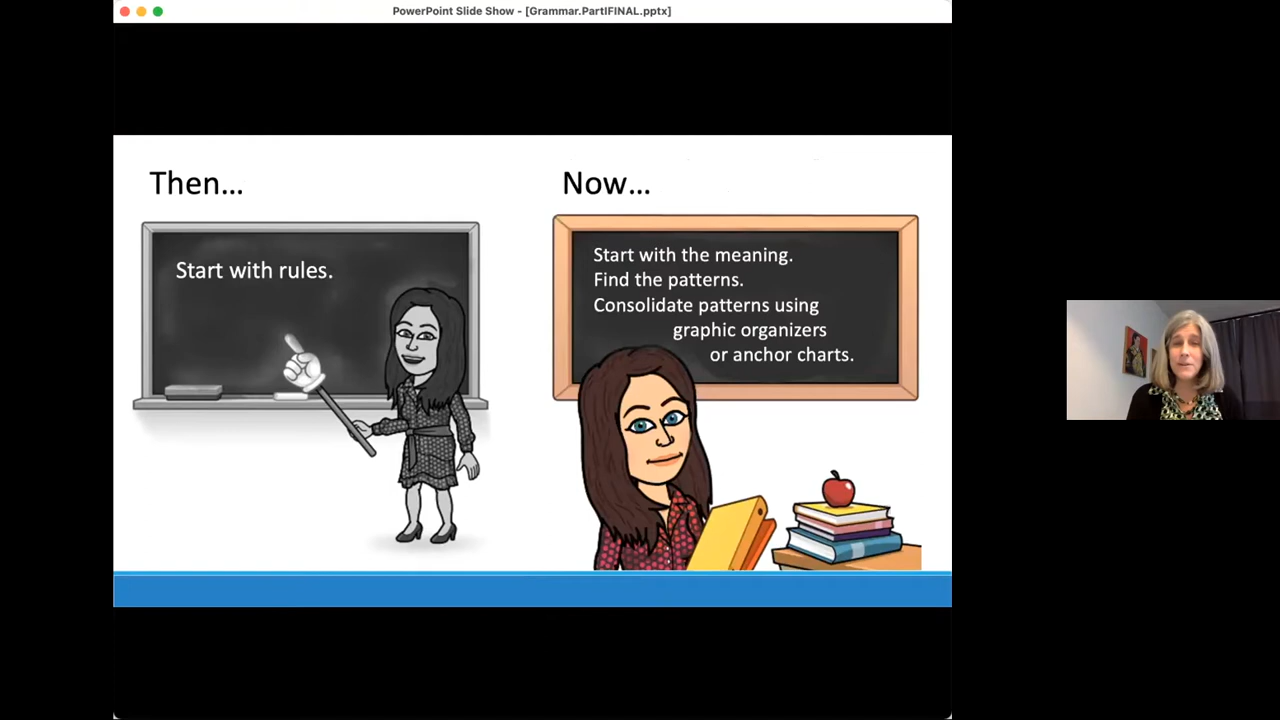 PowerPoint Slide Show - [Grammar.PartIFINAL.pptx]
Then...
Start with rules.
Now...
Start with the meaning.
Find the patterns.
Consolidate patterns using
graphic organizers
or anchor charts.